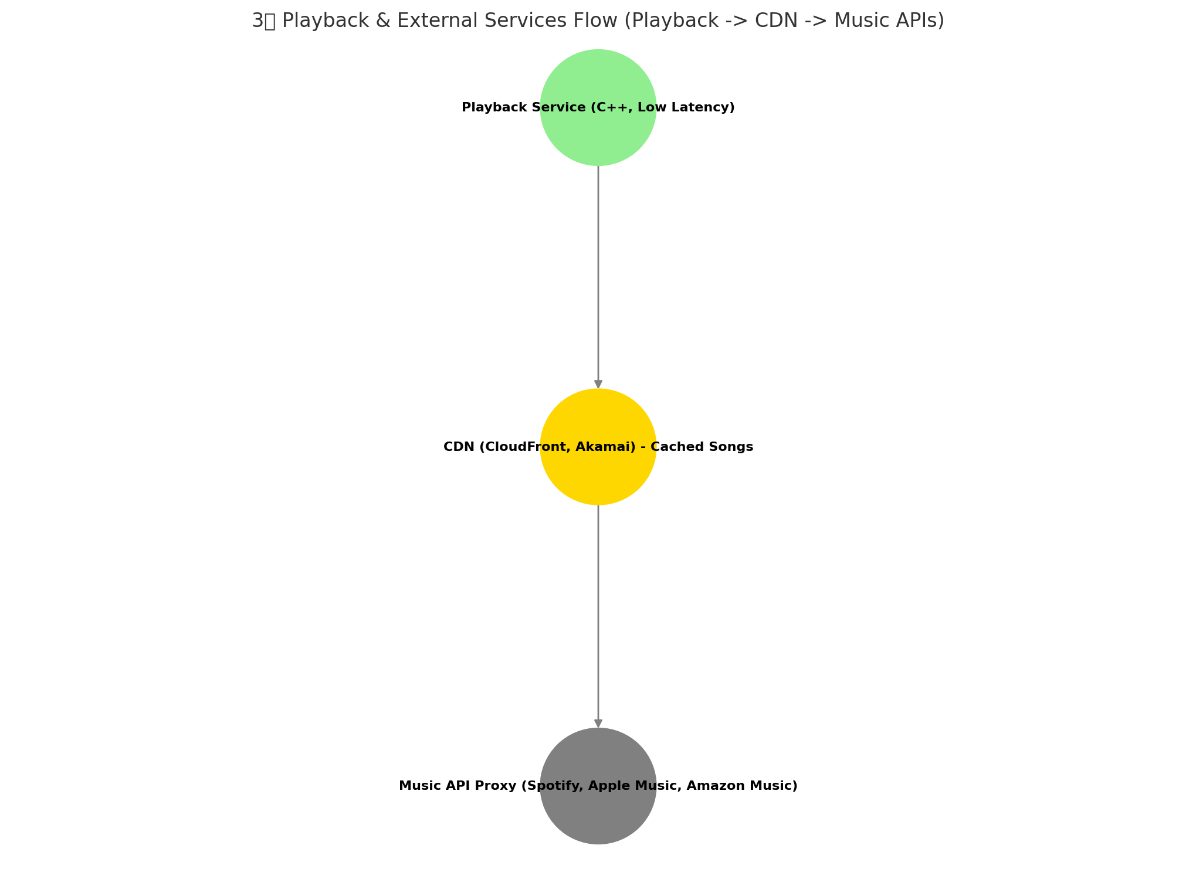 3▯ Playback & External Services Flow (Playback -> CDN -> Music APIs)
Playback Service (C++, Low Latency)
CDN (CloudFront, Akamai) - Cached Songs
Music API Proxy (Spotify, Apple Music, Amazon Music)